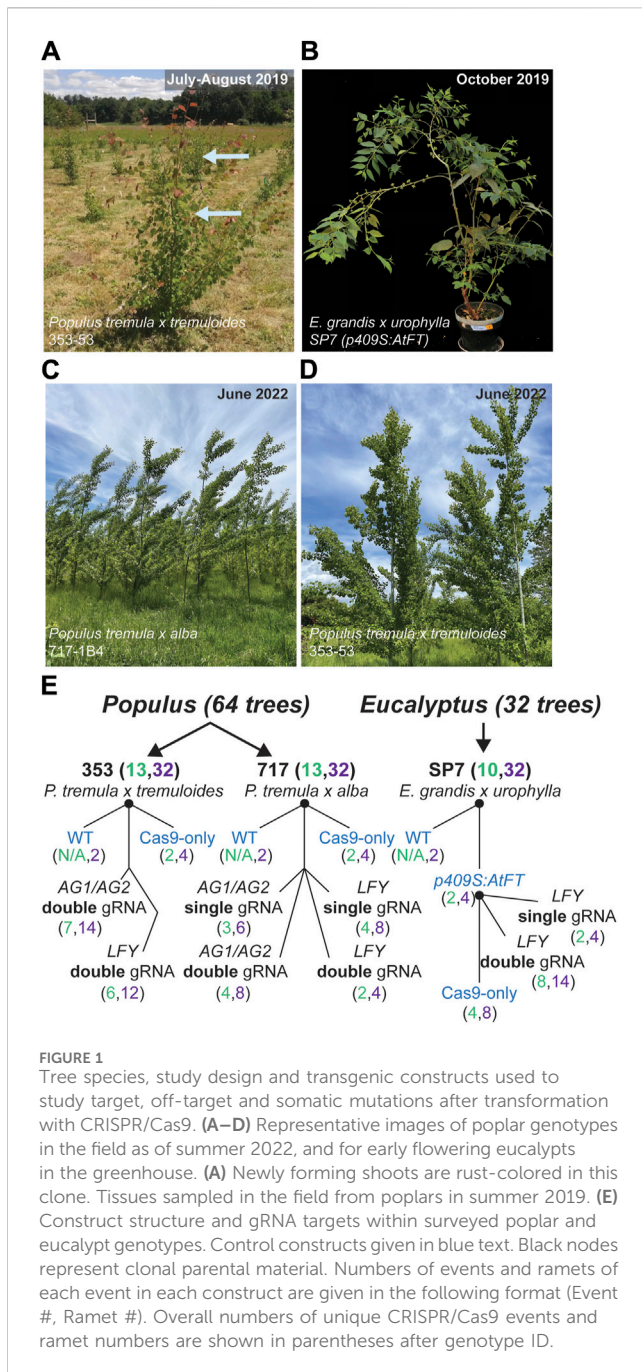 A
B
July-August 2019
October 2019
Populus tremula x tremuloides
353-53
E. grandis x urophylla
SP7 (p409S:AtFT)
C
D
June 2022
June 2022
Populus tremula x alba
717-1B4
Populus tremula x tremuloides
353-53
E
Populus (64 trees)
Eucalyptus (32 trees)
353 (13,32)
717 (13,32)
SP7 (10,32)
P. tremula x tremuloides
P. tremula x alba
E. grandis x urophylla
WT
(N/A,2)
Cas9-only
(2,4)
WT
(N/A,2)
Cas9-only
(2,4)
WT
(N/A,2)
p409S:AtFT
(2,4)
AG1/AG2
double gRNA
(7,14)
LFY
double gRNA
(6,12)
AG1/AG2
single gRNA
(3,6)
LFY
single gRNA
(4,8)
AG1/AG2
double gRNA
(4,8)
LFY
double gRNA
(2,4)
LFY
single gRNA
(2,4)
LFY
double gRNA
(8,14)
Cas9-only
(4,8)
FIGURE 1
Tree species, study design and transgenic constructs used to
study target, off-target and somatic mutations after transformation
with CRISPR/Cas9. (A–D) Representative images of poplar genotypes
in the field as of summer 2022, and for early flowering eucalypts
in the greenhouse. (A) Newly forming shoots are rust-colored in this
clone. Tissues sampled in the field from poplars in summer 2019. (E)
Construct structure and gRNA targets within surveyed poplar and
eucalypt genotypes. Control constructs given in blue text. Black nodes
represent clonal parental material. Numbers of events and ramets of
each event in each construct are given in the following format (Event
#, Ramet #). Overall numbers of unique CRISPR/Cas9 events and
ramet numbers are shown in parentheses after genotype ID.